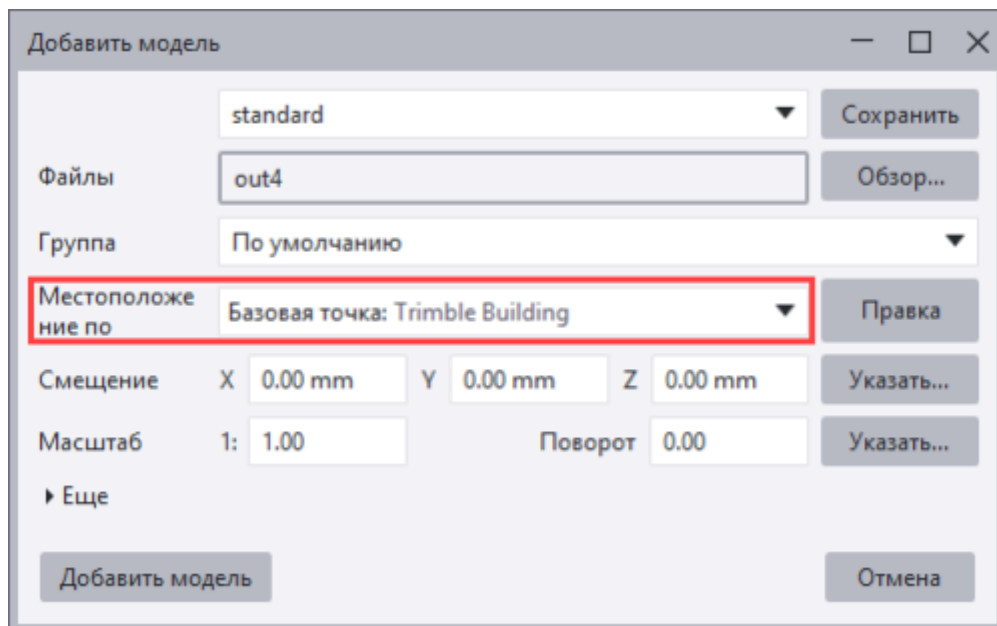 Добавить модель
standard Сохранить
Файлы out4 Обзор...
Группа По умолчанию
Местоположе
ние по Базовая точка: Trimble Building Правка
Смещение X 0.00 mm Y 0.00 mm Z 0.00 mm Указать...
Масштаб 1: 1.00 Поворот 0.00 Указать...
Еще
Добавить модель Отмена